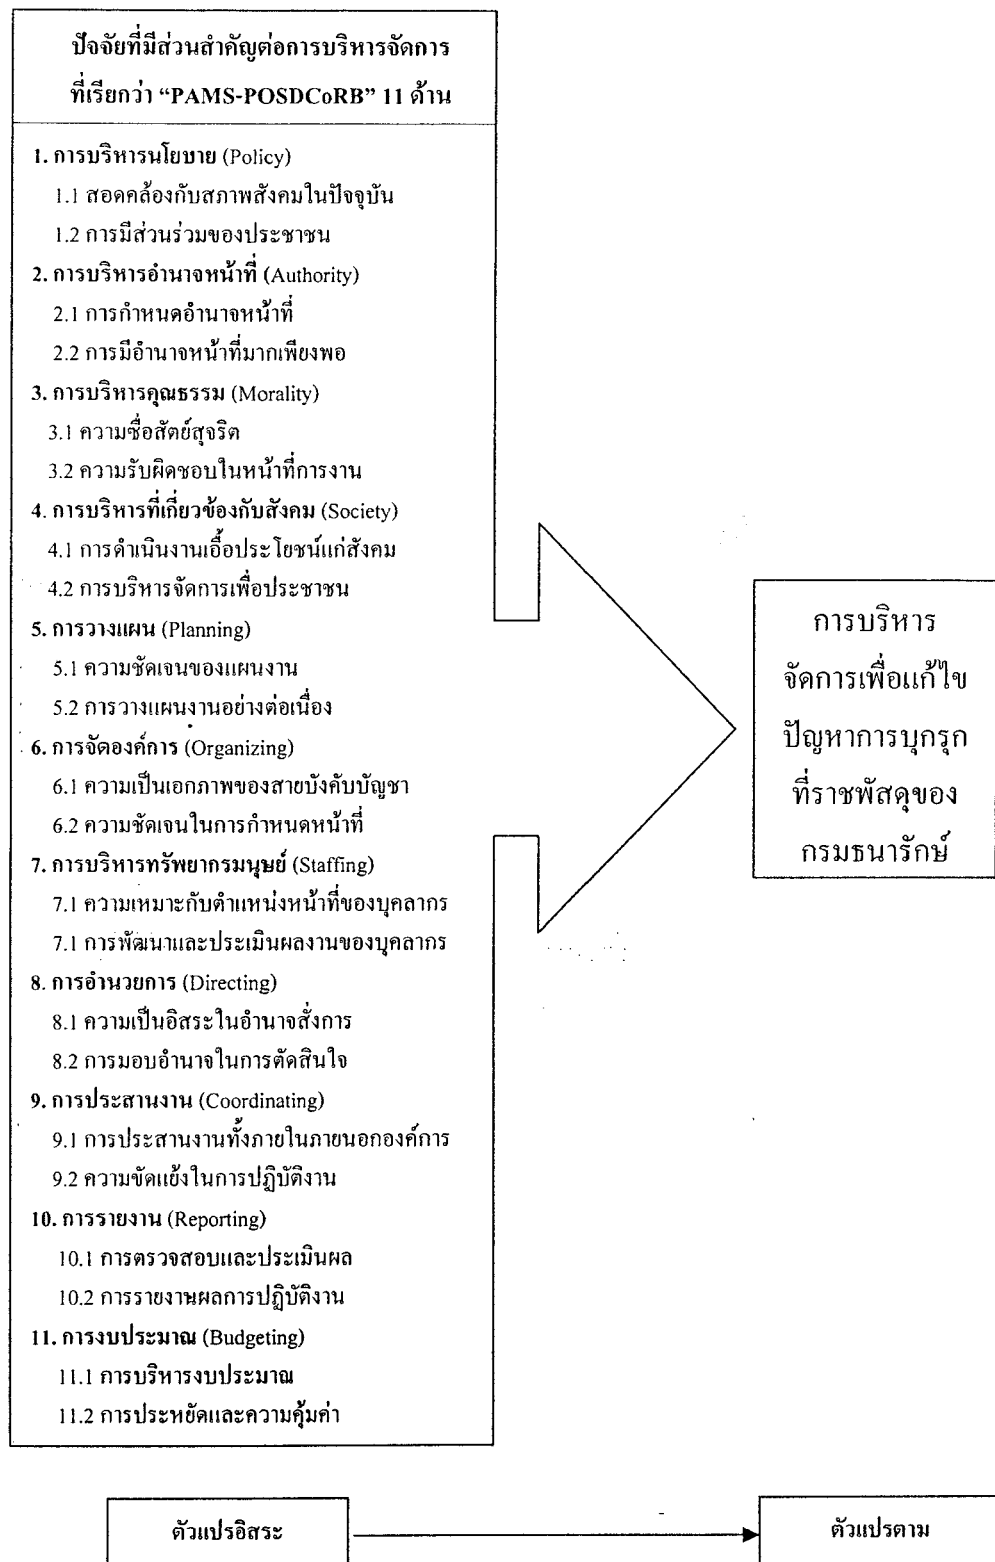 ปัจจัยที่มีส่วนสำคัญต่อการบริหารจัดการ
ที่เรียกว่า “PAMS-POSDCoRB” 11 ด้าน
1. การบริหารนโยบาย (Policy)
1.1 สอดคล้องกับสภาพสังคมในปัจจุบัน
1.2 การมีส่วนร่วมของประชาชน
2. การบริหารอำนาจหน้าที่ (Authority)
2.1 การกำหนดอำนาจหน้าที่
2.2 การมีอำนาจหน้าที่มากเพียงพอ
3. การบริหารคุณธรรม (Morality)
3.1 ความซื่อสัตย์สุจริต
3.2 ความรับผิดชอบในหน้าที่การงาน
4. การบริหารที่เกี่ยวข้องกับสังคม (Society)
4.1 การดำเนินงานเอื้อประโยชน์แก่สังคม
4.2 การบริหารจัดการเพื่อประชาชน
5. การวางแผน (Planning)
5.1 ความชัดเจนของแผนงาน
5.2 การวางแผนงานอย่างต่อเนื่อง
6. การจัดองค์การ (Organizing)
6.1 ความเป็นเอกภาพของสายบังคับบัญชา
6.2 ความชัดเจนในการกำหนดหน้าที่
7. การบริหารทรัพยากรมนุษย์ (Staffing)
7.1 ความเหมาะกับตำแหน่งหน้าที่ของบุคลากร
7.1 การพัฒนาและประเมินผลงานของบุคลากร
8. การอำนวยการ (Directing)
8.1 ความเป็นอิสระในอำนาจสั่งการ
8.2 การมอบอำนาจในการตัดสินใจ
9. การประสานงาน (Coordinating)
9.1 การประสานงานทั้งภายในภายนอกองค์การ
9.2 ความขัดแย้งในการปฏิบัติงาน
10. การรายงาน (Reporting)
10.1 การตรวจสอบและประเมินผล
10.2 การรายงานผลการปฏิบัติงาน
11. การงบประมาณ (Budgeting)
11.1 การบริหารงบประมาณ
11.2 การประหยัดและความคุ้มค่า
การบริหาร
จัดการเพื่อแก้ไข
ปัญหาการบุกรุก
ที่ราชพัสดุของ
กรมธนารักษ์
ตัวแปรอิสระ
ตัวแปรตาม